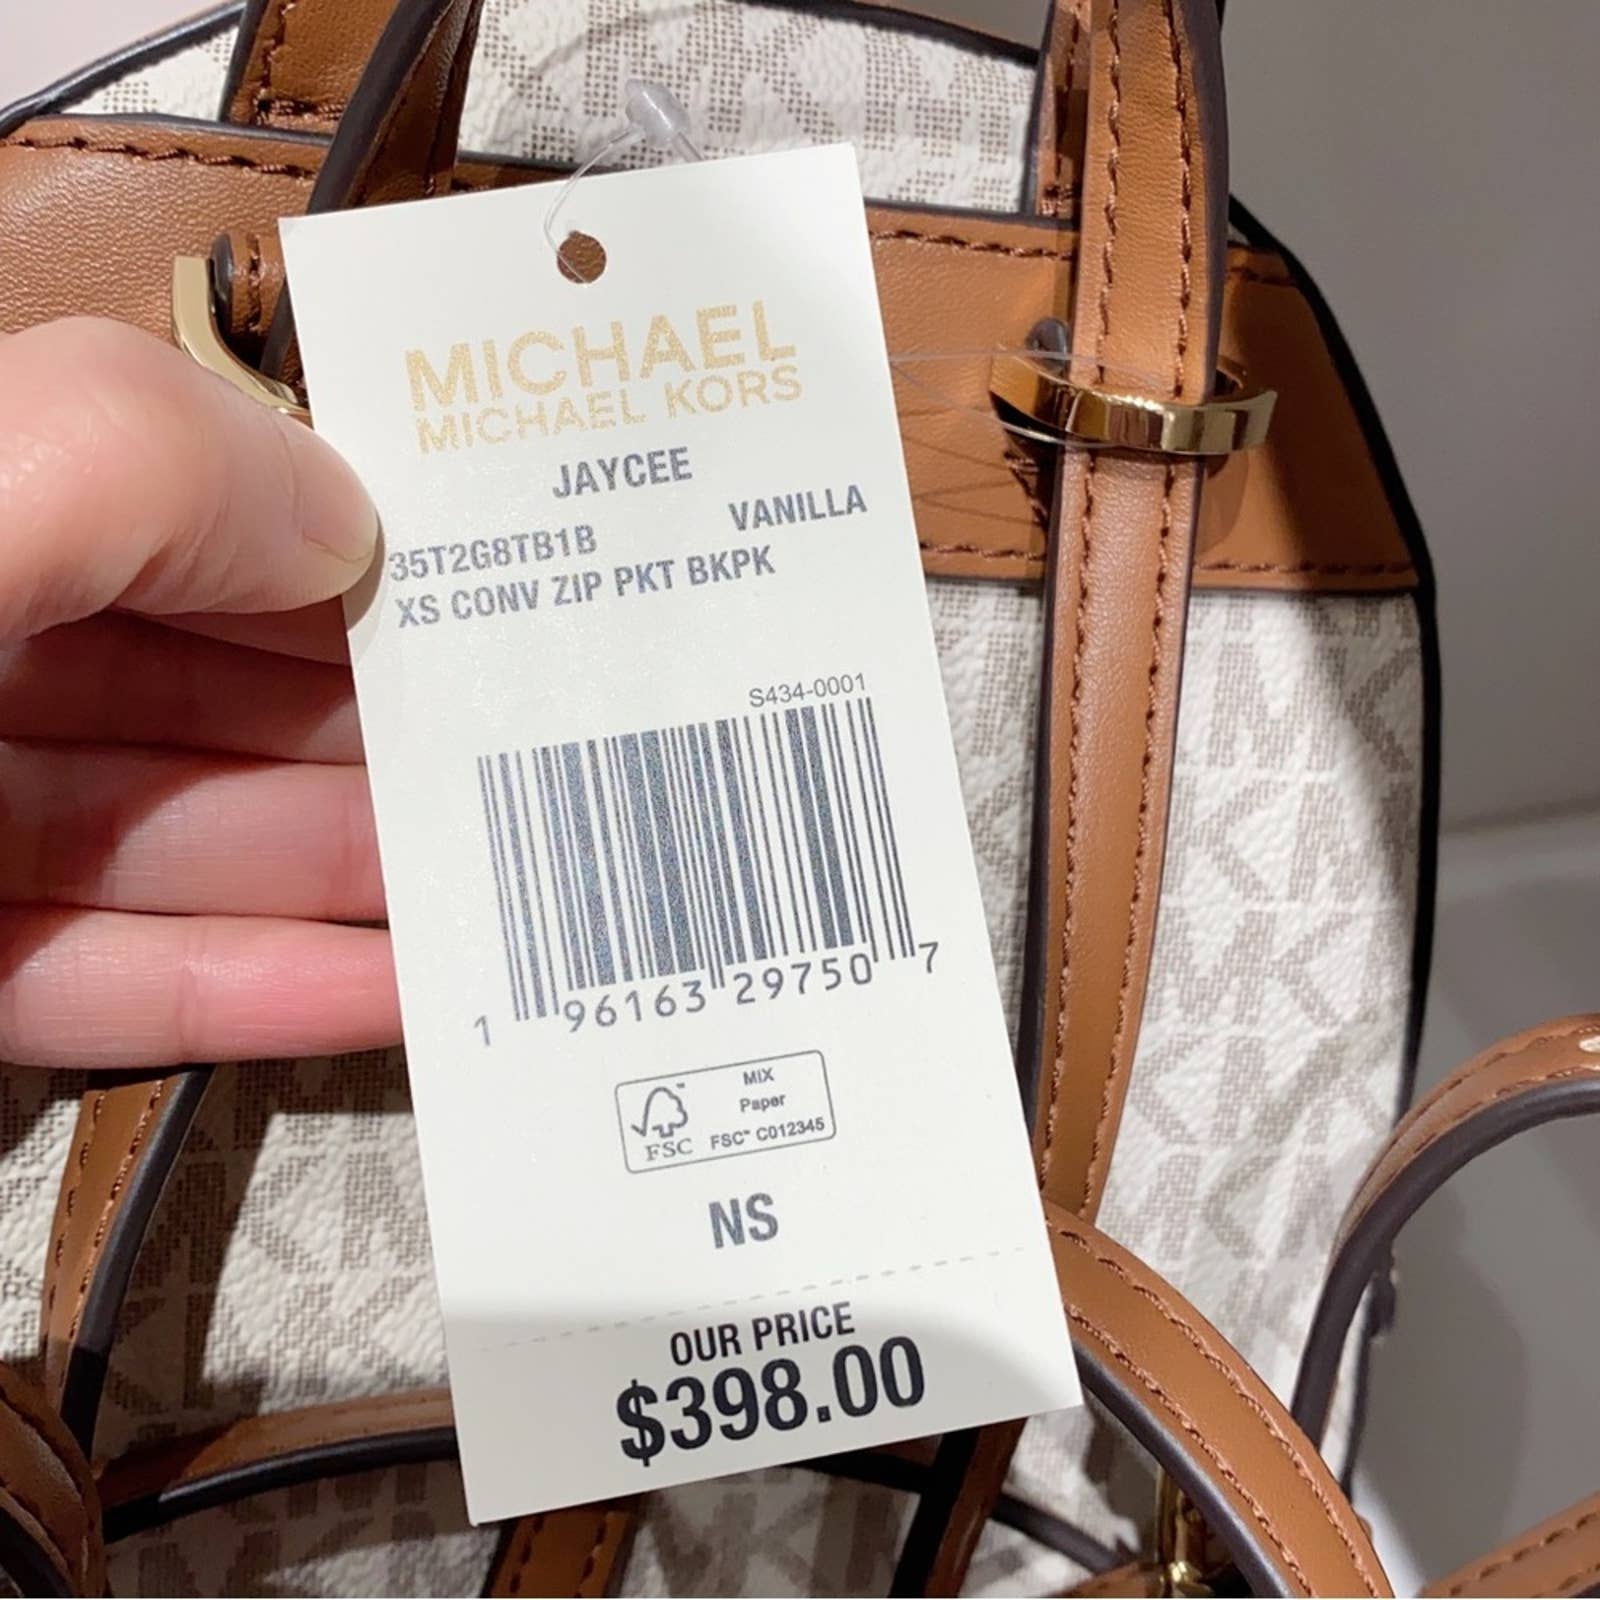 MICHAEL
MICHAEL KORS
JAYCEE
35T2G8TB1B VANILLA
XS CONV ZIP PKT BKPK
S434-0001
1 96163 29750 7
FSC
MIX
Paper
FSC™ C012345
NS
OUR PRICE
$398.00